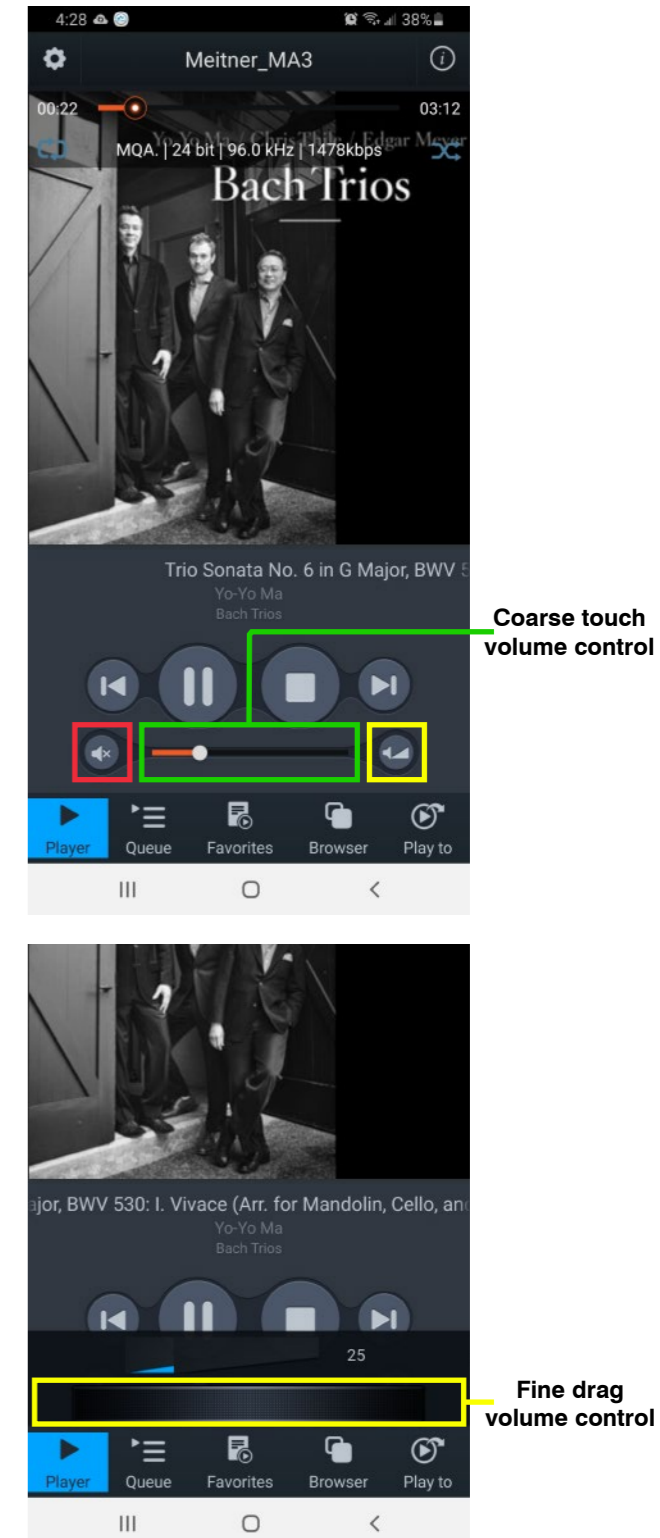 4:28 38%
Meitner_MA3
00:22 03:12
Yo-Yo Ma / Chris Thile / Edgar Meyer
MQA. | 24 bit | 96.0 kHz | 1478kbps
Bach Trios
Trio Sonata No. 6 in G Major, BWV 5
Yo-Yo Ma
Bach Trios
Coarse touch
volume control
Player Queue Favorites Browser Play to
ajor, BWV 530: I. Vivace (Arr. for Mandolin, Cello, an
Yo-Yo Ma
Bach Trios
25
Fine drag
volume control
Player Queue Favorites Browser Play to